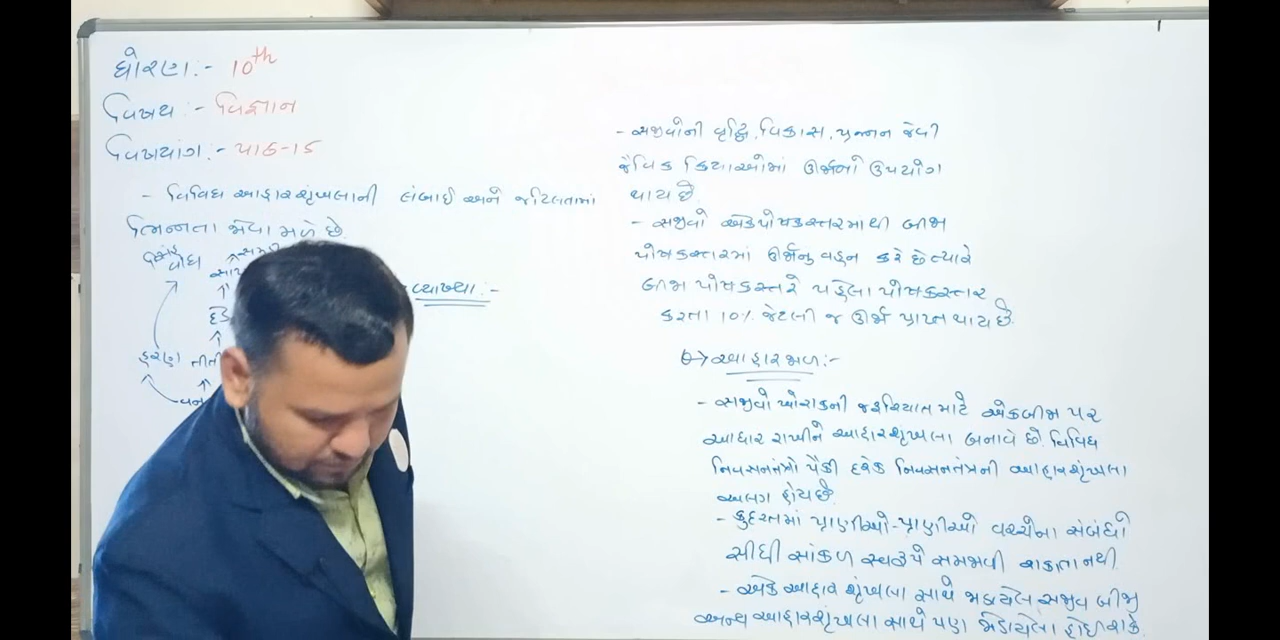 ધોરણ:- 10th
વિષય:- વિજ્ઞાન
વિષયાંગ:- પાઠ-15
- વિવિધ આહારશૃંખલાની લંબાઈ અને જટિલતામાં
ભિન્નતા જોવા મળે છે.
હરણ
વ્યાખ્યા:-
- સજીવોની વૃદ્ધિ, વિકાસ, પ્રજનન જેવી
જૈવિક ક્રિયાઓમાં ઊર્જાનો ઉપયોગ
થાય છે.
- સજીવો એક પોષકસ્તરમાથી બીજા
પોષકસ્તરમાં ઊર્જાનુ વહન કરે છે ત્યારે
બીજા પોષકસ્તરે પહેલા પોષકસ્તર
કરતા 10% જેટલી જ ઊર્જા પ્રાપ્ત થાય છે.
→ આહારજાળ:-
- સજીવો ખોરાકની જરૂરિયાત માટે એકબીજા પર
આધાર રાખીને આહારશૃંખલા બનાવે છે. વિવિધ
નિવસનતંત્રો પૈકી દરેક નિવસનતંત્રની આહારશૃંખલા
અલગ હોય છે.
- કુદરતમાં પ્રાણીઓ-પ્રાણીઓ વચ્ચેના સંબંધો
સીધી સાંકળ સ્વરૂપે સમજાવી શકાતા નથી.
- એક આહાર શૃંખલા સાથે જોડાયેલ સજીવ બીજી
અન્ય આહારશૃંખલા સાથે પણ જોડાયેલા હોઈ શકે